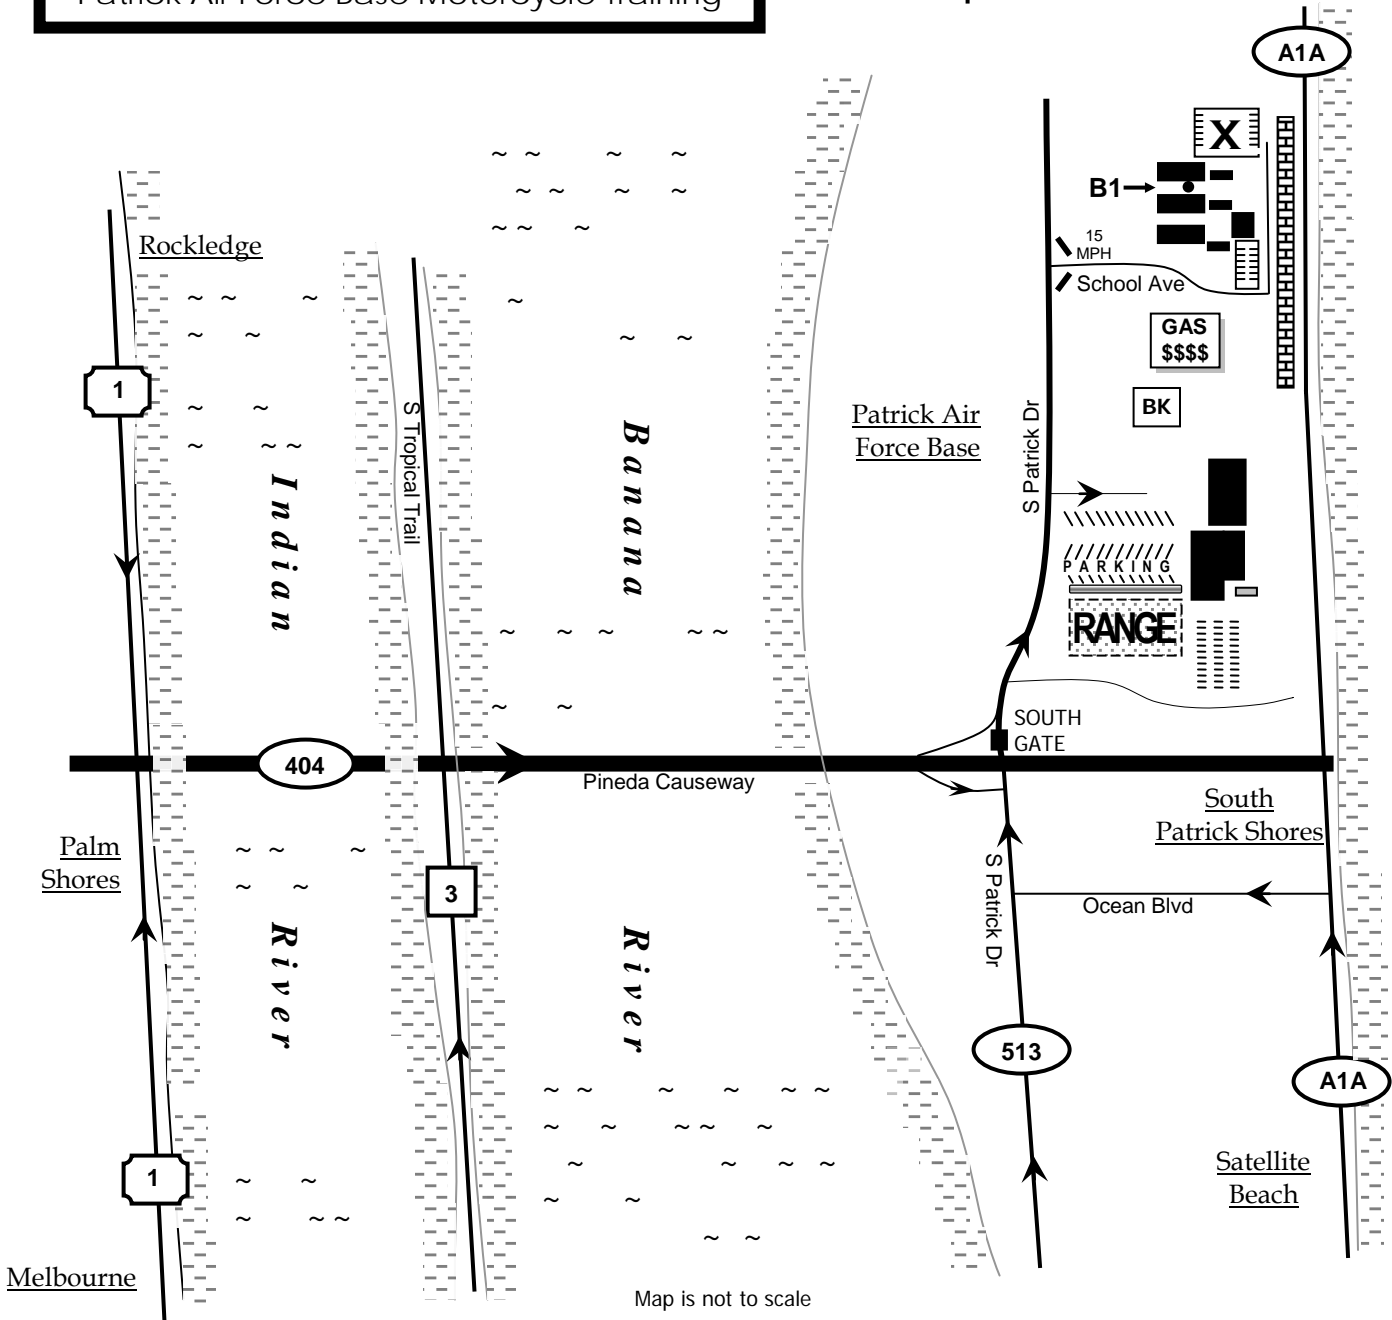 Patrick Air Force Base Motorcycle Training
A1A
X
B1
15
MPH
School Ave
Rockledge
GAS
$$$$
1
BK
S Tropical Trail
Patrick Air
Force Base
S Patrick Dr
Indian
Banana
PARKING
RANGE
SOUTH
GATE
404
Pineda Causeway
South
Patrick Shores
Palm
Shores
3
S Patrick Dr
Ocean Blvd
River
River
513
A1A
1
Satellite
Beach
Melbourne
Map is not to scale